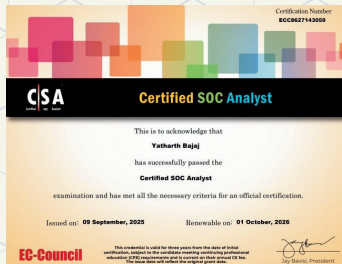 Certification Number
ECC8627143059
CSA
Certified SOC Analyst
Certified SOC Analyst
This is to acknowledge that
Yatharth Bajaj
has successfully passed the
Certified SOC Analyst
examination and has met all the necessary criteria for an official certification.
Issued on: 09 September, 2025 Renewable on: 01 October, 2026
EC-Council
This credential is valid for three years from the date of initial
certification, subject to the candidate meeting continuing professional
education (CPE) requirements and is current on their annual CE fee.
The issue date will reflect the original grant date.
Jay Bavisi, President